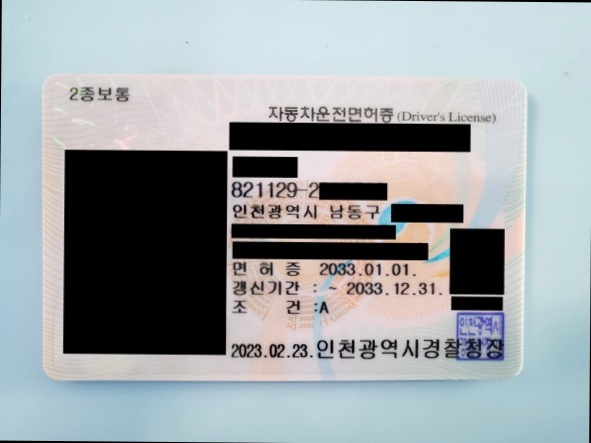 2종보통
자동차운전면허증 (Driver's License)
821129-2
인천광역시 남동구
면 허 증 2033.01.01.
갱신기간 : ~ 2033.12.31.
조 건 :A
2023.02.23.인천광역시경찰청장
인천광역시